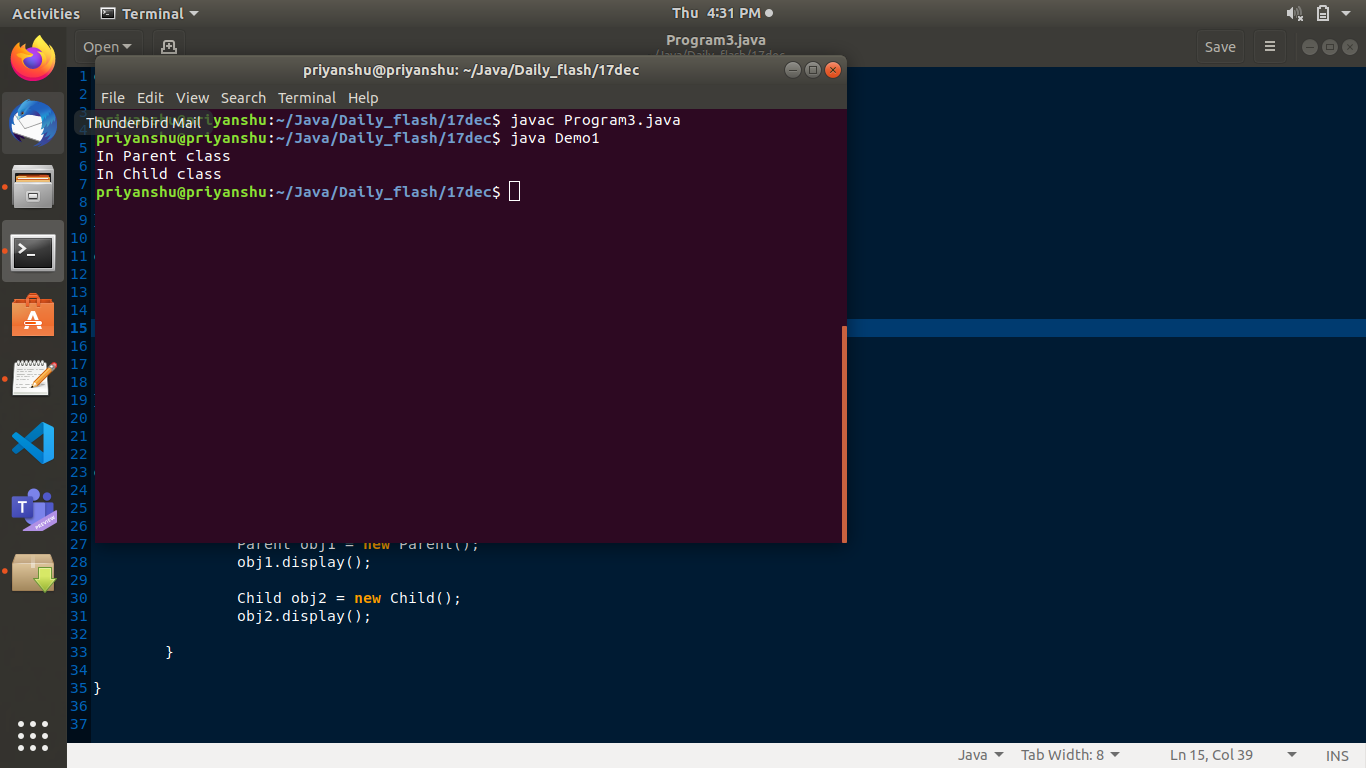 Activities
Terminal
Thu 4:31 PM
Open
Program3.java
Save
priyanshu@priyanshu: ~/Java/Daily_flash/17dec
File Edit View Search Terminal Help
Thunderbird Mail
priyanshu@priyanshu:~/Java/Daily_flash/17dec$ javac Program3.java
priyanshu@priyanshu:~/Java/Daily_flash/17dec$ java Demo1
In Parent class
In Child class
priyanshu@priyanshu:~/Java/Daily_flash/17dec$
1
2
3
5
6
7
8
9
10
11
12
13
14
15
16
17
18
19
20
21
22
23
24
25
26
27 Parent obj1 = new Parent();
28 obj1.display();
29
30 Child obj2 = new Child();
31 obj2.display();
32
33 }
34
35 }
36
37
Java Tab Width: 8 Ln 15, Col 39 INS
T
PREVIEW